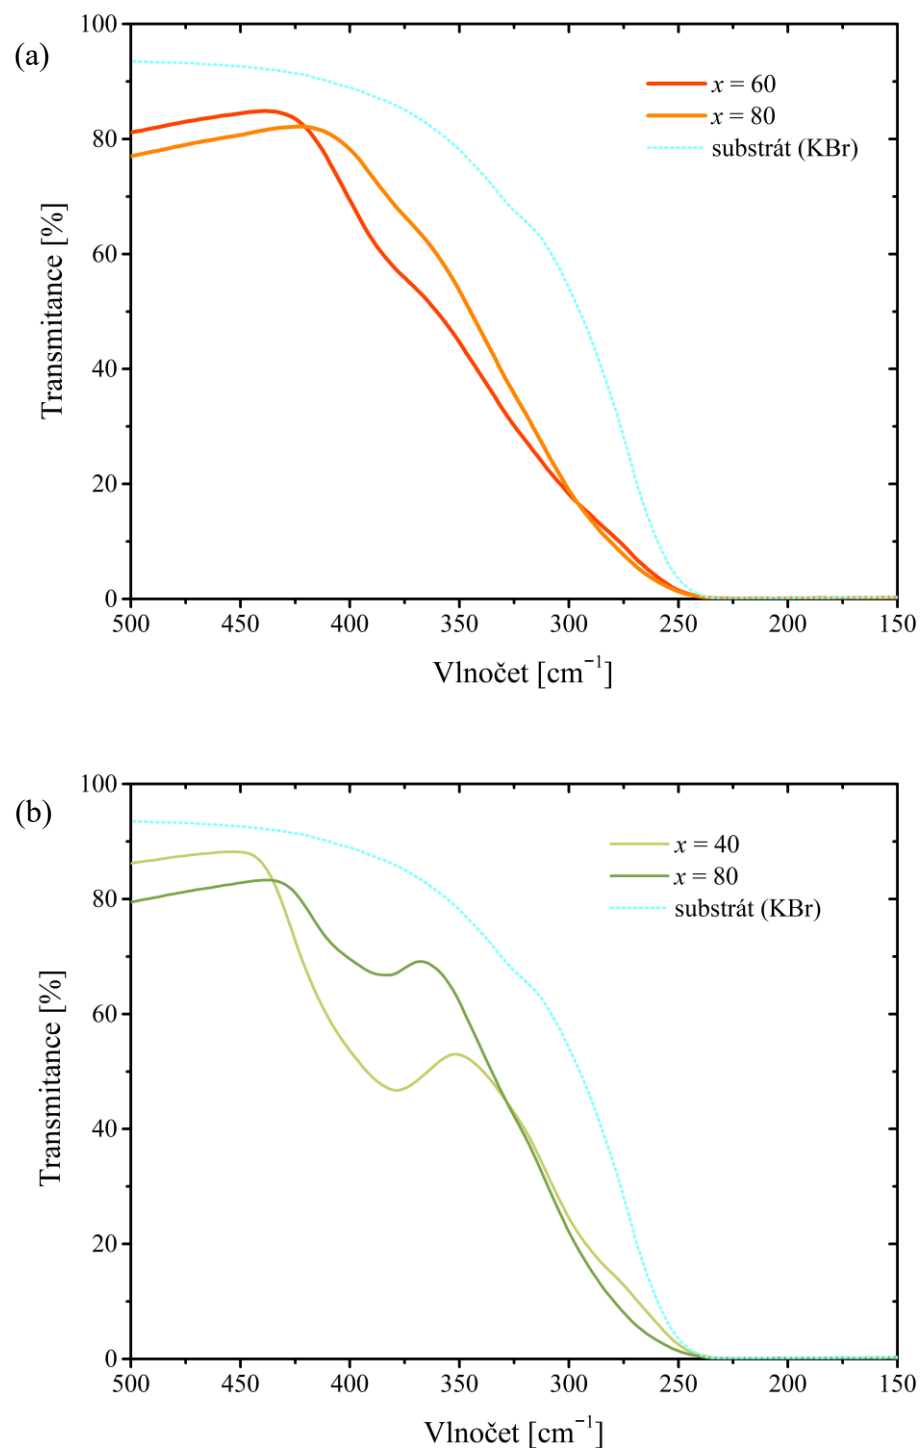 (a)
100
80
60
40
20
0
Transmitance [%]
x = 60
x = 80
substrát (KBr)
500 450 400 350 300 250 200 150
Vlnočet [cm⁻¹]
(b)
100
80
60
40
20
0
Transmitance [%]
x = 40
x = 80
substrát (KBr)
500 450 400 350 300 250 200 150
Vlnočet [cm⁻¹]